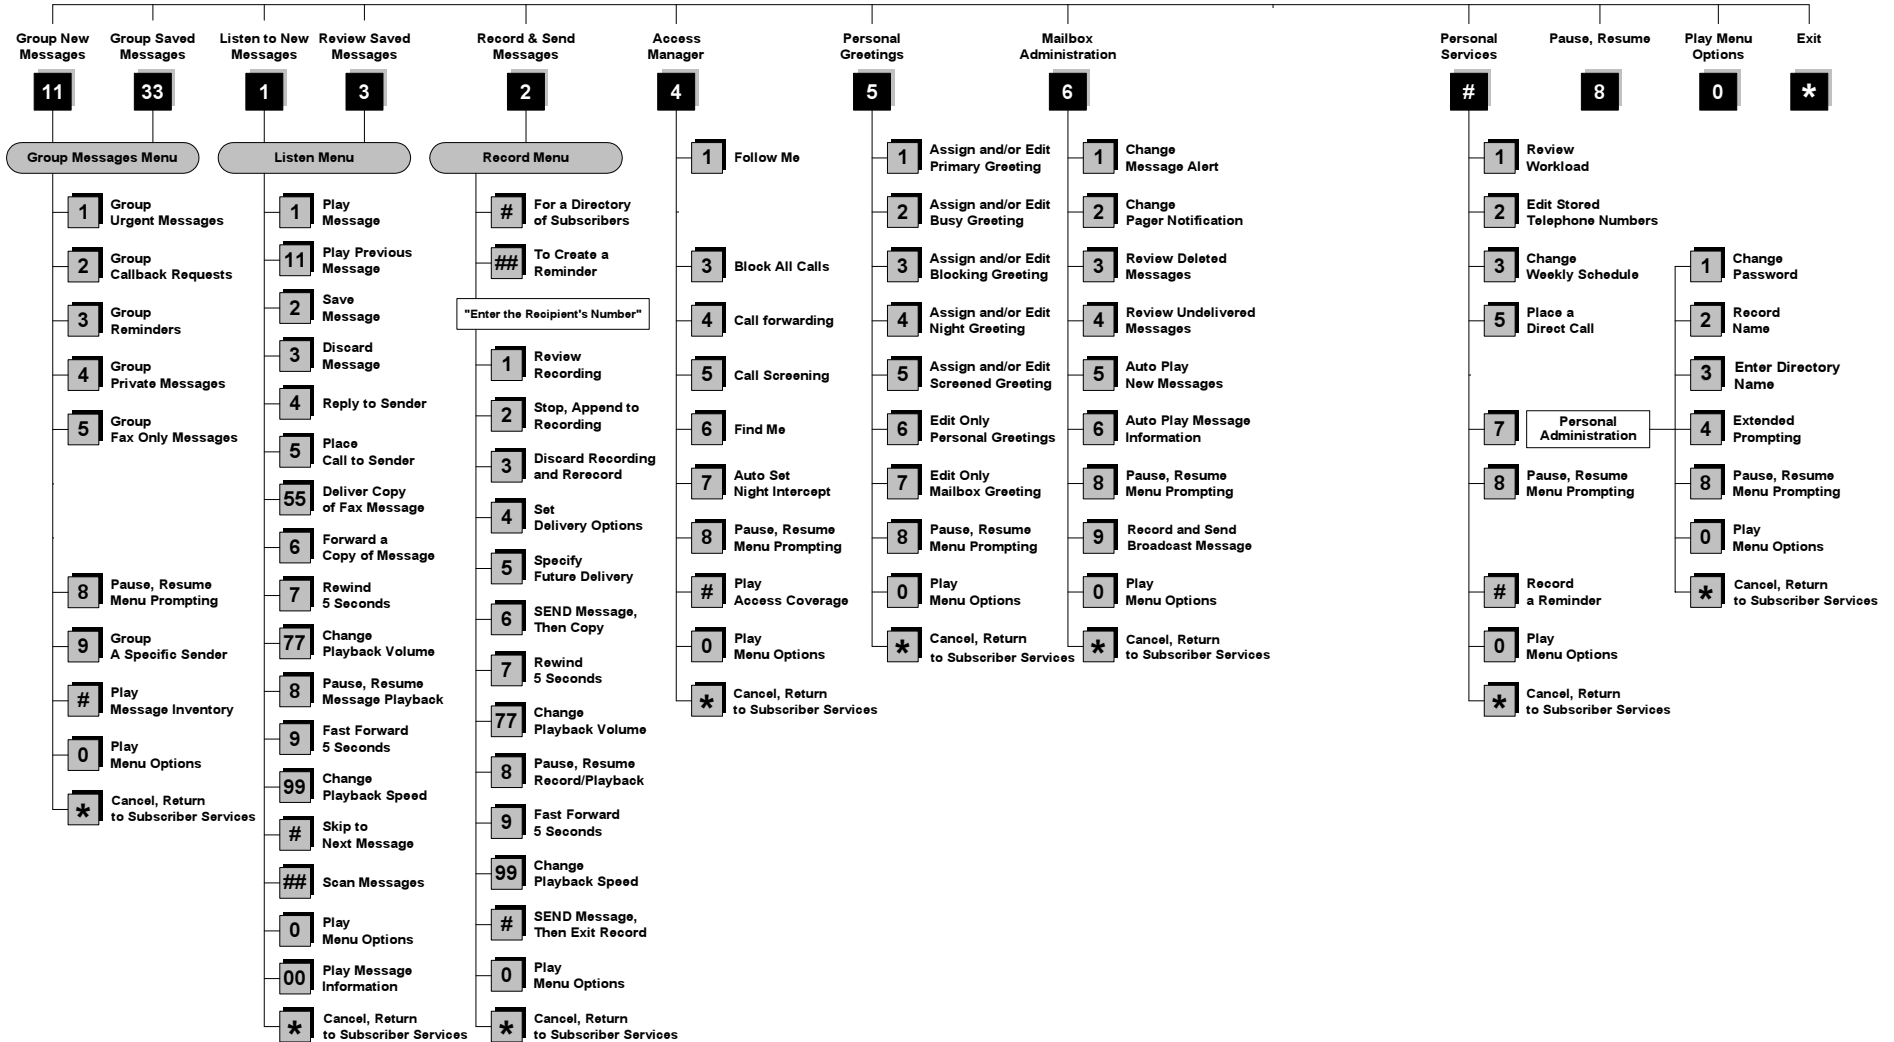 Group New
Messages
11
Group Saved
Messages
33
Listen to New
Messages
1
Review Saved
Messages
3
Record & Send
Messages
2
Access
Manager
4
Personal
Greetings
5
Mailbox
Administration
6
Personal
Services
#
Pause, Resume
8
Play Menu
Options
0
Exit
*
Group Messages Menu
1
Group
Urgent Messages
2
Group
Callback Requests
3
Group
Reminders
4
Group
Private Messages
5
Group
Fax Only Messages
8
Pause, Resume
Menu Prompting
9
Group
A Specific Sender
#
Play
Message Inventory
0
Play
Menu Options
*
Cancel, Return
to Subscriber Services
Listen Menu
1
Play
Message
11
Play Previous
Message
2
Save
Message
3
Discard
Message
4
Reply to Sender
5
Place
Call to Sender
55
Deliver Copy
of Fax Message
6
Forward a
Copy of Message
7
Rewind
5 Seconds
77
Change
Playback Volume
8
Pause, Resume
Message Playback
9
Fast Forward
5 Seconds
99
Change
Playback Speed
#
Skip to
Next Message
##
Scan Messages
0
Play
Menu Options
00
Play Message
Information
*
Cancel, Return
to Subscriber Services
Record Menu
#
For a Directory
of Subscribers
##
To Create a
Reminder
"Enter the Recipient's Number"
1
Review
Recording
2
Stop, Append to
Recording
3
Discard Recording
and Rerecord
4
Set
Delivery Options
5
Specify
Future Delivery
6
SEND Message,
Then Copy
7
Rewind
5 Seconds
77
Change
Playback Volume
8
Pause, Resume
Record/Playback
9
Fast Forward
5 Seconds
99
Change
Playback Speed
#
SEND Message,
Then Exit Record
0
Play
Menu Options
*
Cancel, Return
to Subscriber Services
1
Follow Me
3
Block All Calls
4
Call forwarding
5
Call Screening
6
Find Me
7
Auto Set
Night Intercept
8
Pause, Resume
Menu Prompting
#
Play
Access Coverage
0
Play
Menu Options
*
Cancel, Return
to Subscriber Services
1
Assign and/or Edit
Primary Greeting
2
Assign and/or Edit
Busy Greeting
3
Assign and/or Edit
Blocking Greeting
4
Assign and/or Edit
Night Greeting
5
Assign and/or Edit
Screened Greeting
6
Edit Only
Personal Greetings
7
Edit Only
Mailbox Greeting
8
Pause, Resume
Menu Prompting
0
Play
Menu Options
*
Cancel, Return
to Subscriber Services
1
Change
Message Alert
2
Change
Pager Notification
3
Review Deleted
Messages
4
Review Undelivered
Messages
5
Auto Play
New Messages
6
Auto Play Message
Information
8
Pause, Resume
Menu Prompting
9
Record and Send
Broadcast Message
0
Play
Menu Options
*
Cancel, Return
to Subscriber Services
1
Review
Workload
2
Edit Stored
Telephone Numbers
3
Change
Weekly Schedule
5
Place a
Direct Call
7
Personal
Administration
8
Pause, Resume
Menu Prompting
#
Record
a Reminder
0
Play
Menu Options
*
Cancel, Return
to Subscriber Services
1
Change
Password
2
Record
Name
3
Enter Directory
Name
4
Extended
Prompting
8
Pause, Resume
Menu Prompting
0
Play
Menu Options
*
Cancel, Return
to Subscriber Services